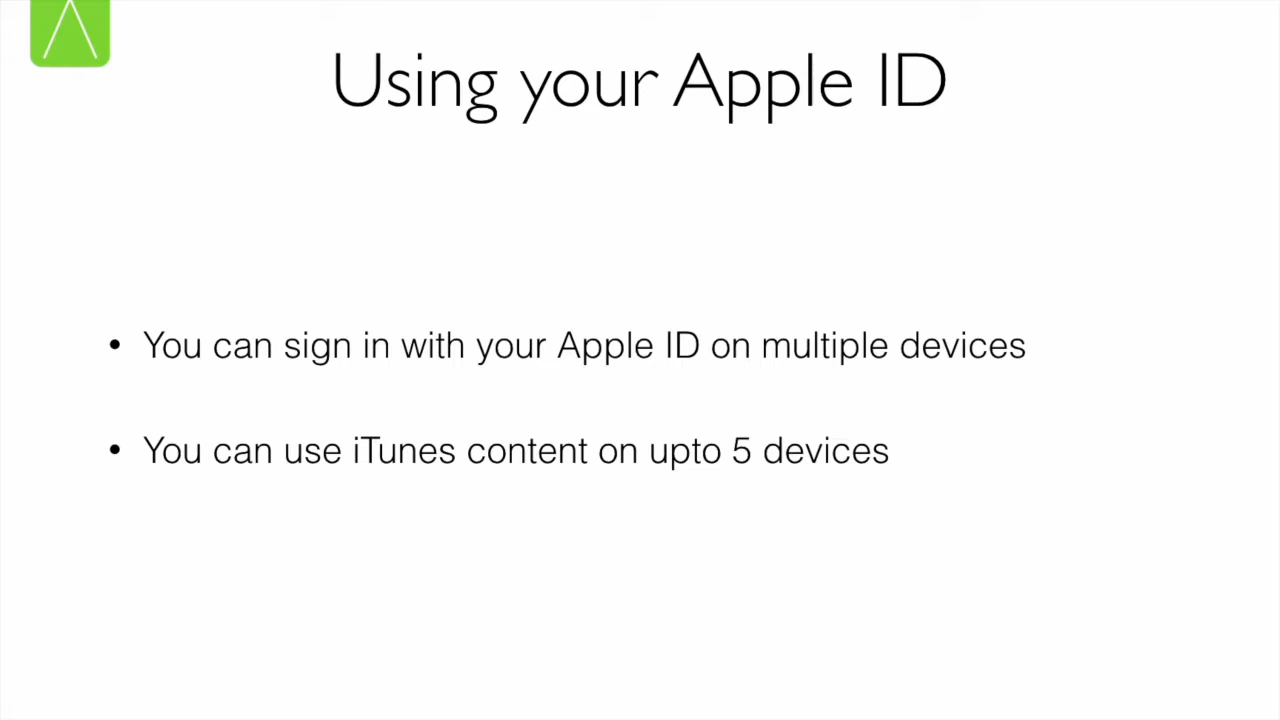 Using your Apple ID
• You can sign in with your Apple ID on multiple devices
• You can use iTunes content on upto 5 devices